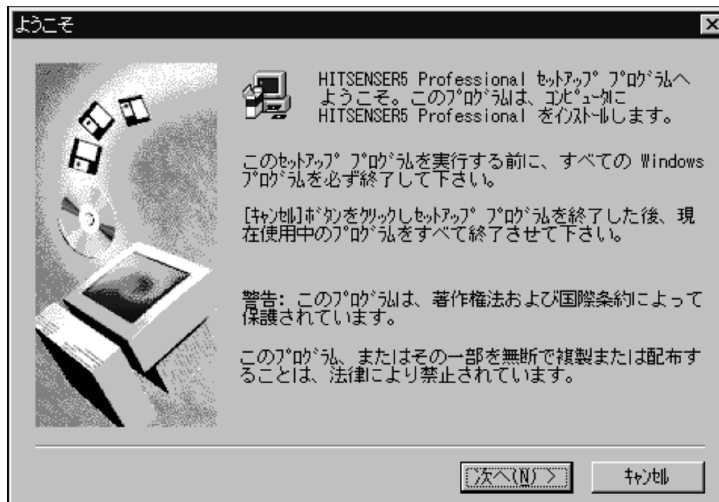 ようこそ
HITSENSER5 Professional ｾｯﾄｱｯﾌﾟ ﾌﾟﾛｸﾞﾗﾑへ
ようこそ。このﾌﾟﾛｸﾞﾗﾑは、ｺﾝﾋﾟｭｰﾀに
HITSENSER5 Professional をｲﾝｽﾄｰﾙします。
このｾｯﾄｱｯﾌﾟ ﾌﾟﾛｸﾞﾗﾑを実行する前に、すべての Windows
ﾌﾟﾛｸﾞﾗﾑを必ず終了して下さい。
[ｷｬﾝｾﾙ]ﾎﾞﾀﾝをｸﾘｯｸしｾｯﾄｱｯﾌﾟ ﾌﾟﾛｸﾞﾗﾑを終了した後、現
在使用中のﾌﾟﾛｸﾞﾗﾑをすべて終了させて下さい。
警告: このﾌﾟﾛｸﾞﾗﾑは、著作権法および国際条約によって
保護されています。
このﾌﾟﾛｸﾞﾗﾑ、またはその一部を無断で複製または配布す
ることは、法律により禁止されています。
次へ(N) >
ｷｬﾝｾﾙ